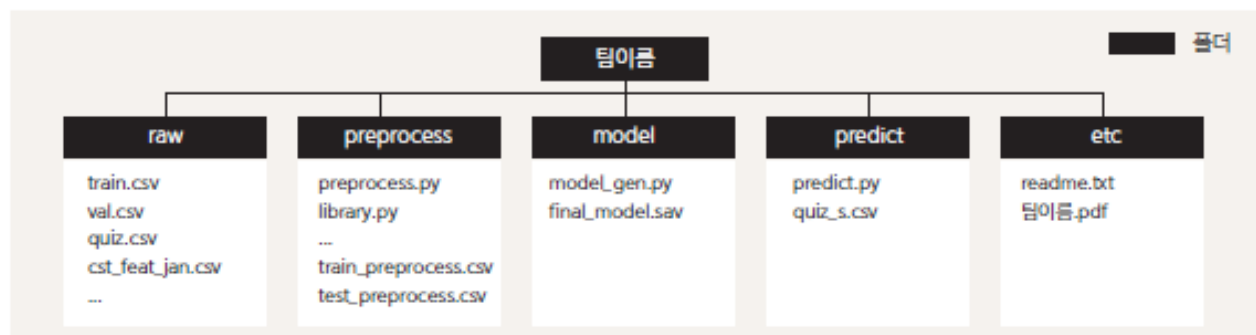 팀이름
폴더
raw
train.csv
val.csv
quiz.csv
cst_feat_jan.csv
...
preprocess
preprocess.py
library.py
...
train_preprocess.csv
test_preprocess.csv
model
model_gen.py
final_model.sav
predict
predict.py
quiz_s.csv
etc
readme.txt
팀이름.pdf